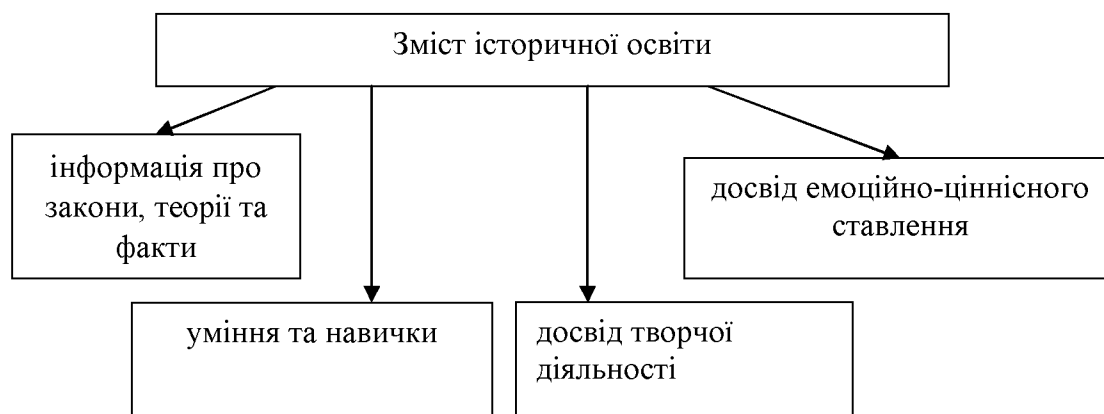 Зміст історичної освіти
інформація про
закони, теорії та
факти
досвід емоційно-ціннісного
ставлення
уміння та навички
досвід творчої
діяльності